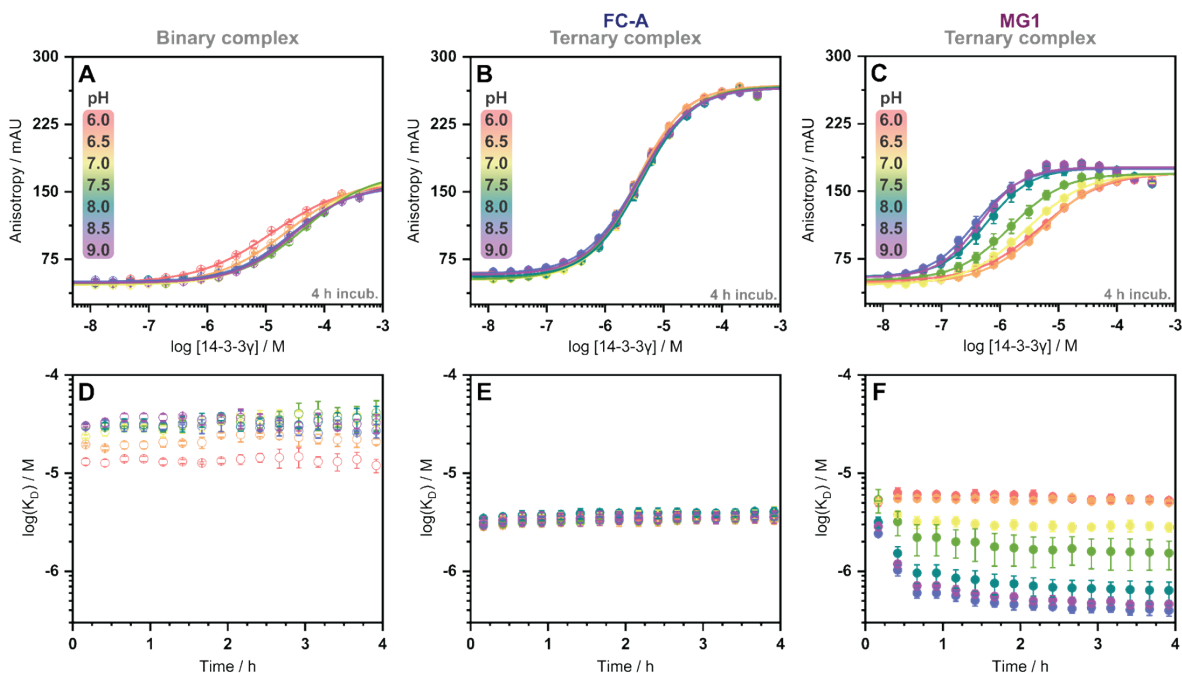 FC-A
MG1
Binary complex
Ternary complex
Ternary complex
A
300
225
150
75
Anisotropy / mAU
pH
6.0
6.5
7.0
7.5
8.0
8.5
9.0
4 h incub.
-8
-7
-6
-5
-4
-3
log [14-3-3γ] / M
B
300
225
150
75
Anisotropy / mAU
pH
6.0
6.5
7.0
7.5
8.0
8.5
9.0
4 h incub.
-8
-7
-6
-5
-4
-3
log [14-3-3γ] / M
C
300
225
150
75
Anisotropy / mAU
pH
6.0
6.5
7.0
7.5
8.0
8.5
9.0
4 h incub.
-8
-7
-6
-5
-4
-3
log [14-3-3γ] / M
D
-4
-5
-6
log(K_D) / M
0
1
2
3
4
Time / h
E
-4
-5
-6
log(K_D) / M
0
1
2
3
4
Time / h
F
-4
-5
-6
log(K_D) / M
0
1
2
3
4
Time / h